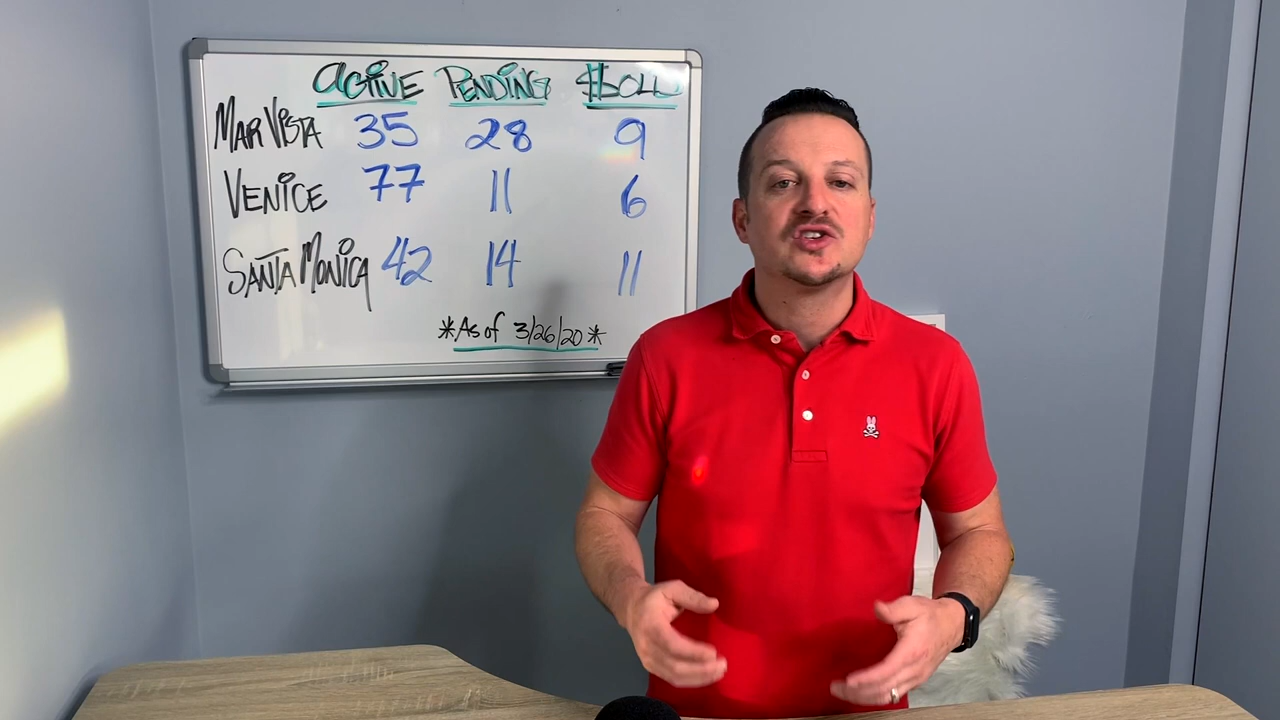 Active Pending $old
Mar Vista 35 28 9
Venice 77 11 6
Santa Monica 42 14 11
*As of 3/26/20*